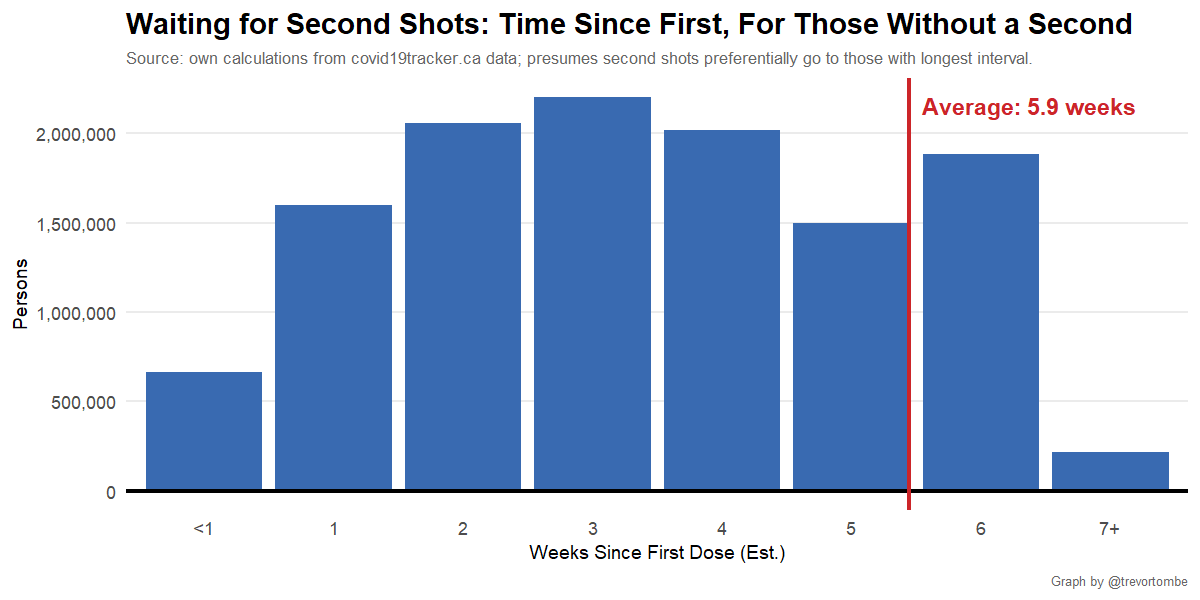 Waiting for Second Shots: Time Since First, For Those Without a Second
Source: own calculations from covid19tracker.ca data; presumes second shots preferentially go to those with longest interval.
Average: 5.9 weeks
2,000,000
1,500,000
1,000,000
500,000
0
Persons
<1 1 2 3 4 5 6 7+
Weeks Since First Dose (Est.)
Graph by @trevortombe